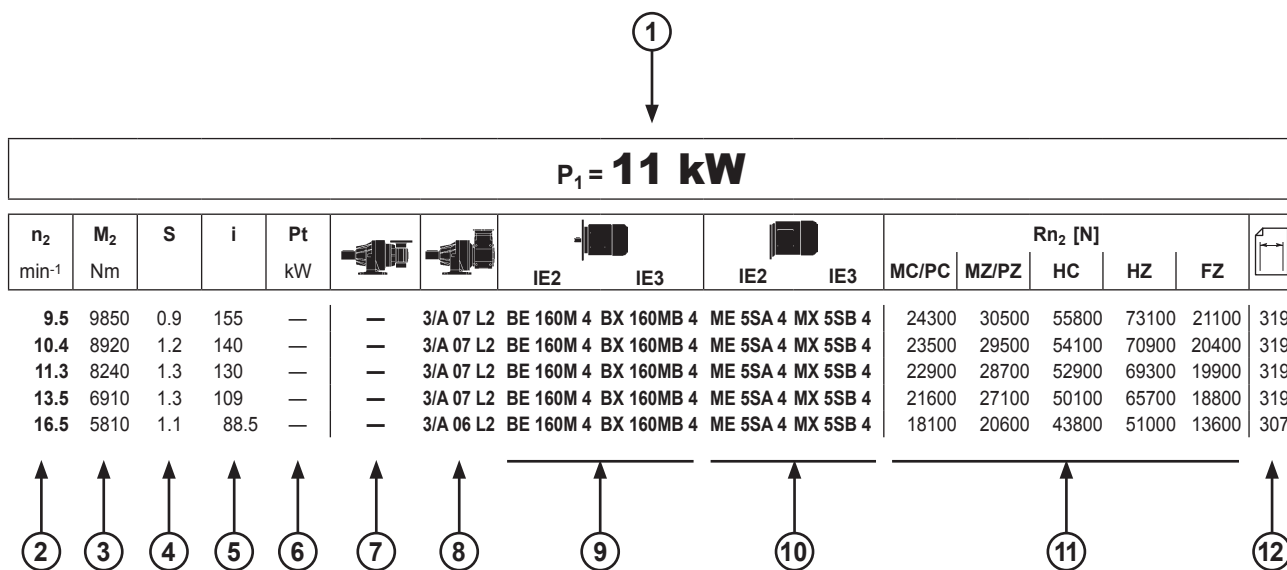 1
P1 = 11 kW
n2 M2 S i Pt Rn2 [N]
min-1 Nm kW IE2 IE3 IE2 IE3 MC/PC MZ/PZ HC HZ FZ
9.5 9850 0.9 155 — — 3/A 07 L2 BE 160M 4 BX 160MB 4 ME 5SA 4 MX 5SB 4 24300 30500 55800 73100 21100 319
10.4 8920 1.2 140 — — 3/A 07 L2 BE 160M 4 BX 160MB 4 ME 5SA 4 MX 5SB 4 23500 29500 54100 70900 20400 319
11.3 8240 1.3 130 — — 3/A 07 L2 BE 160M 4 BX 160MB 4 ME 5SA 4 MX 5SB 4 22900 28700 52900 69300 19900 319
13.5 6910 1.3 109 — — 3/A 07 L2 BE 160M 4 BX 160MB 4 ME 5SA 4 MX 5SB 4 21600 27100 50100 65700 18800 319
16.5 5810 1.1 88.5 — — 3/A 06 L2 BE 160M 4 BX 160MB 4 ME 5SA 4 MX 5SB 4 18100 20600 43800 51000 13600 307
2 3 4 5 6 7 8 9 10 11 12